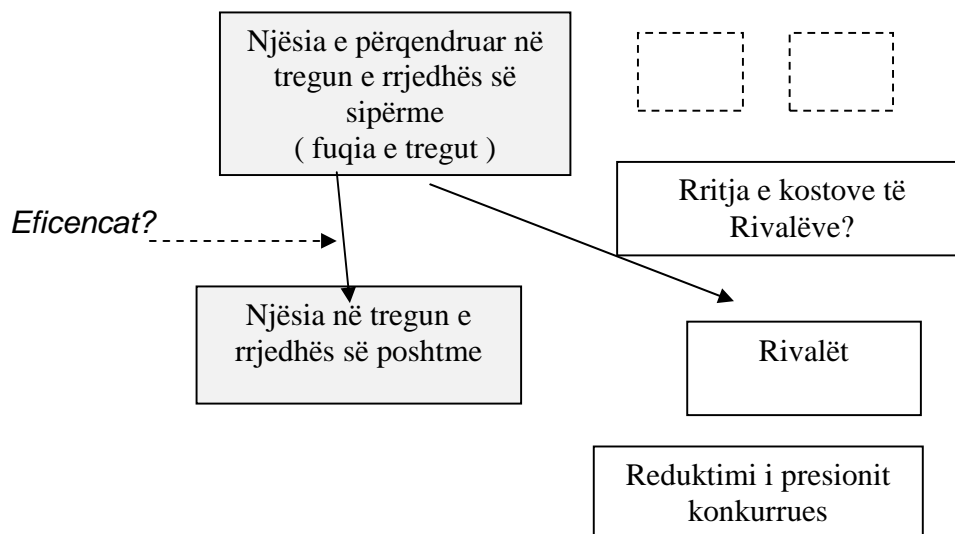 Njësia e përqendruar në
tregun e rrjedhës së
sipërme
( fuqia e tregut )
Rritja e kostove të
Rivalëve?
Eficencat?
Njësia në tregun e
rrjedhës së poshtme
Rivalët
Reduktimi i presionit
konkurrues